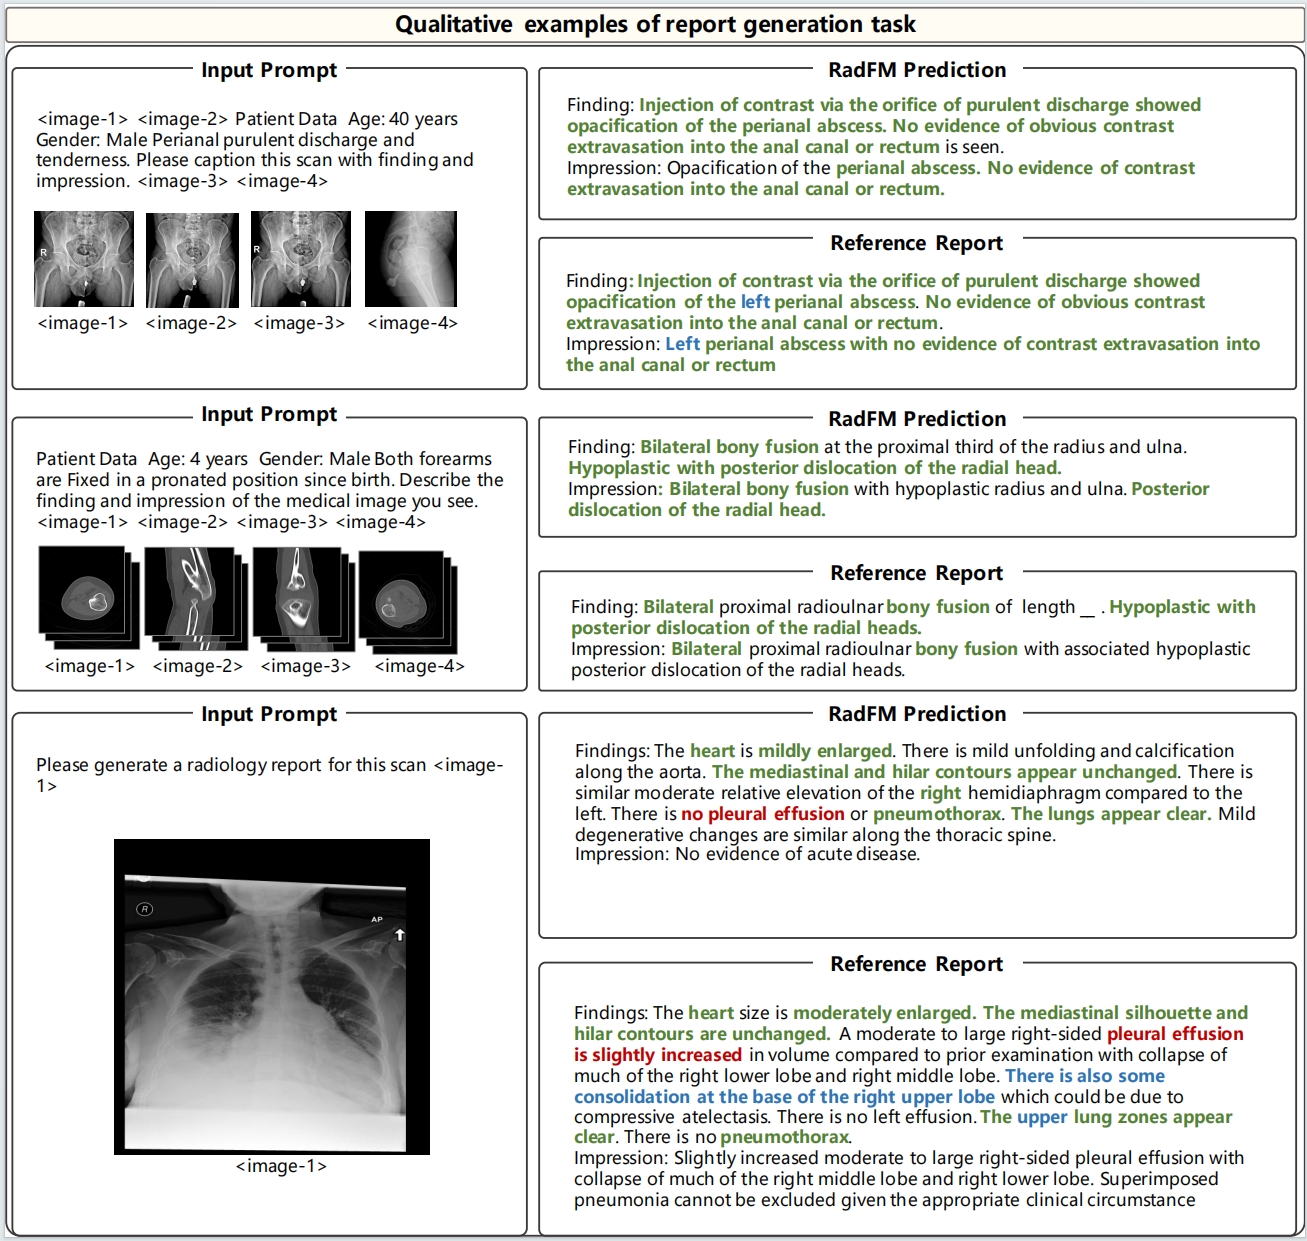 Qualitative examples of report generation task
Input Prompt
<image-1> <image-2> Patient Data Age: 40 years
Gender: Male Perianal purulent discharge and
tenderness. Please caption this scan with finding and
impression. <image-3> <image-4>
R
R
<image-1> <image-2> <image-3> <image-4>
RadFM Prediction
Finding: Injection of contrast via the orifice of purulent discharge showed
opacification of the perianal abscess. No evidence of obvious contrast
extravasation into the anal canal or rectum is seen.
Impression: Opacification of the perianal abscess. No evidence of contrast
extravasation into the anal canal or rectum.
Reference Report
Finding: Injection of contrast via the orifice of purulent discharge showed
opacification of the left perianal abscess. No evidence of obvious contrast
extravasation into the anal canal or rectum.
Impression: Left perianal abscess with no evidence of contrast extravasation into
the anal canal or rectum
Input Prompt
Patient Data Age: 4 years Gender: Male Both forearms
are Fixed in a pronated position since birth. Describe the
finding and impression of the medical image you see.
<image-1> <image-2> <image-3> <image-4>
<image-1> <image-2> <image-3> <image-4>
RadFM Prediction
Finding: Bilateral bony fusion at the proximal third of the radius and ulna.
Hypoplastic with posterior dislocation of the radial head.
Impression: Bilateral bony fusion with hypoplastic radius and ulna. Posterior
dislocation of the radial head.
Reference Report
Finding: Bilateral proximal radioulnar bony fusion of length __ . Hypoplastic with
posterior dislocation of the radial heads.
Impression: Bilateral proximal radioulnar bony fusion with associated hypoplastic
posterior dislocation of the radial heads.
Input Prompt
Please generate a radiology report for this scan <image-
1>
R
AP
<image-1>
RadFM Prediction
Findings: The heart is mildly enlarged. There is mild unfolding and calcification
along the aorta. The mediastinal and hilar contours appear unchanged. There is
similar moderate relative elevation of the right hemidiaphragm compared to the
left. There is no pleural effusion or pneumothorax. The lungs appear clear. Mild
degenerative changes are similar along the thoracic spine.
Impression: No evidence of acute disease.
Reference Report
Findings: The heart size is moderately enlarged. The mediastinal silhouette and
hilar contours are unchanged. A moderate to large right-sided pleural effusion
is slightly increased in volume compared to prior examination with collapse of
much of the right lower lobe and right middle lobe. There is also some
consolidation at the base of the right upper lobe which could be due to
compressive atelectasis. There is no left effusion. The upper lung zones appear
clear. There is no pneumothorax.
Impression: Slightly increased moderate to large right-sided pleural effusion with
collapse of much of the right middle lobe and right lower lobe. Superimposed
pneumonia cannot be excluded given the appropriate clinical circumstance